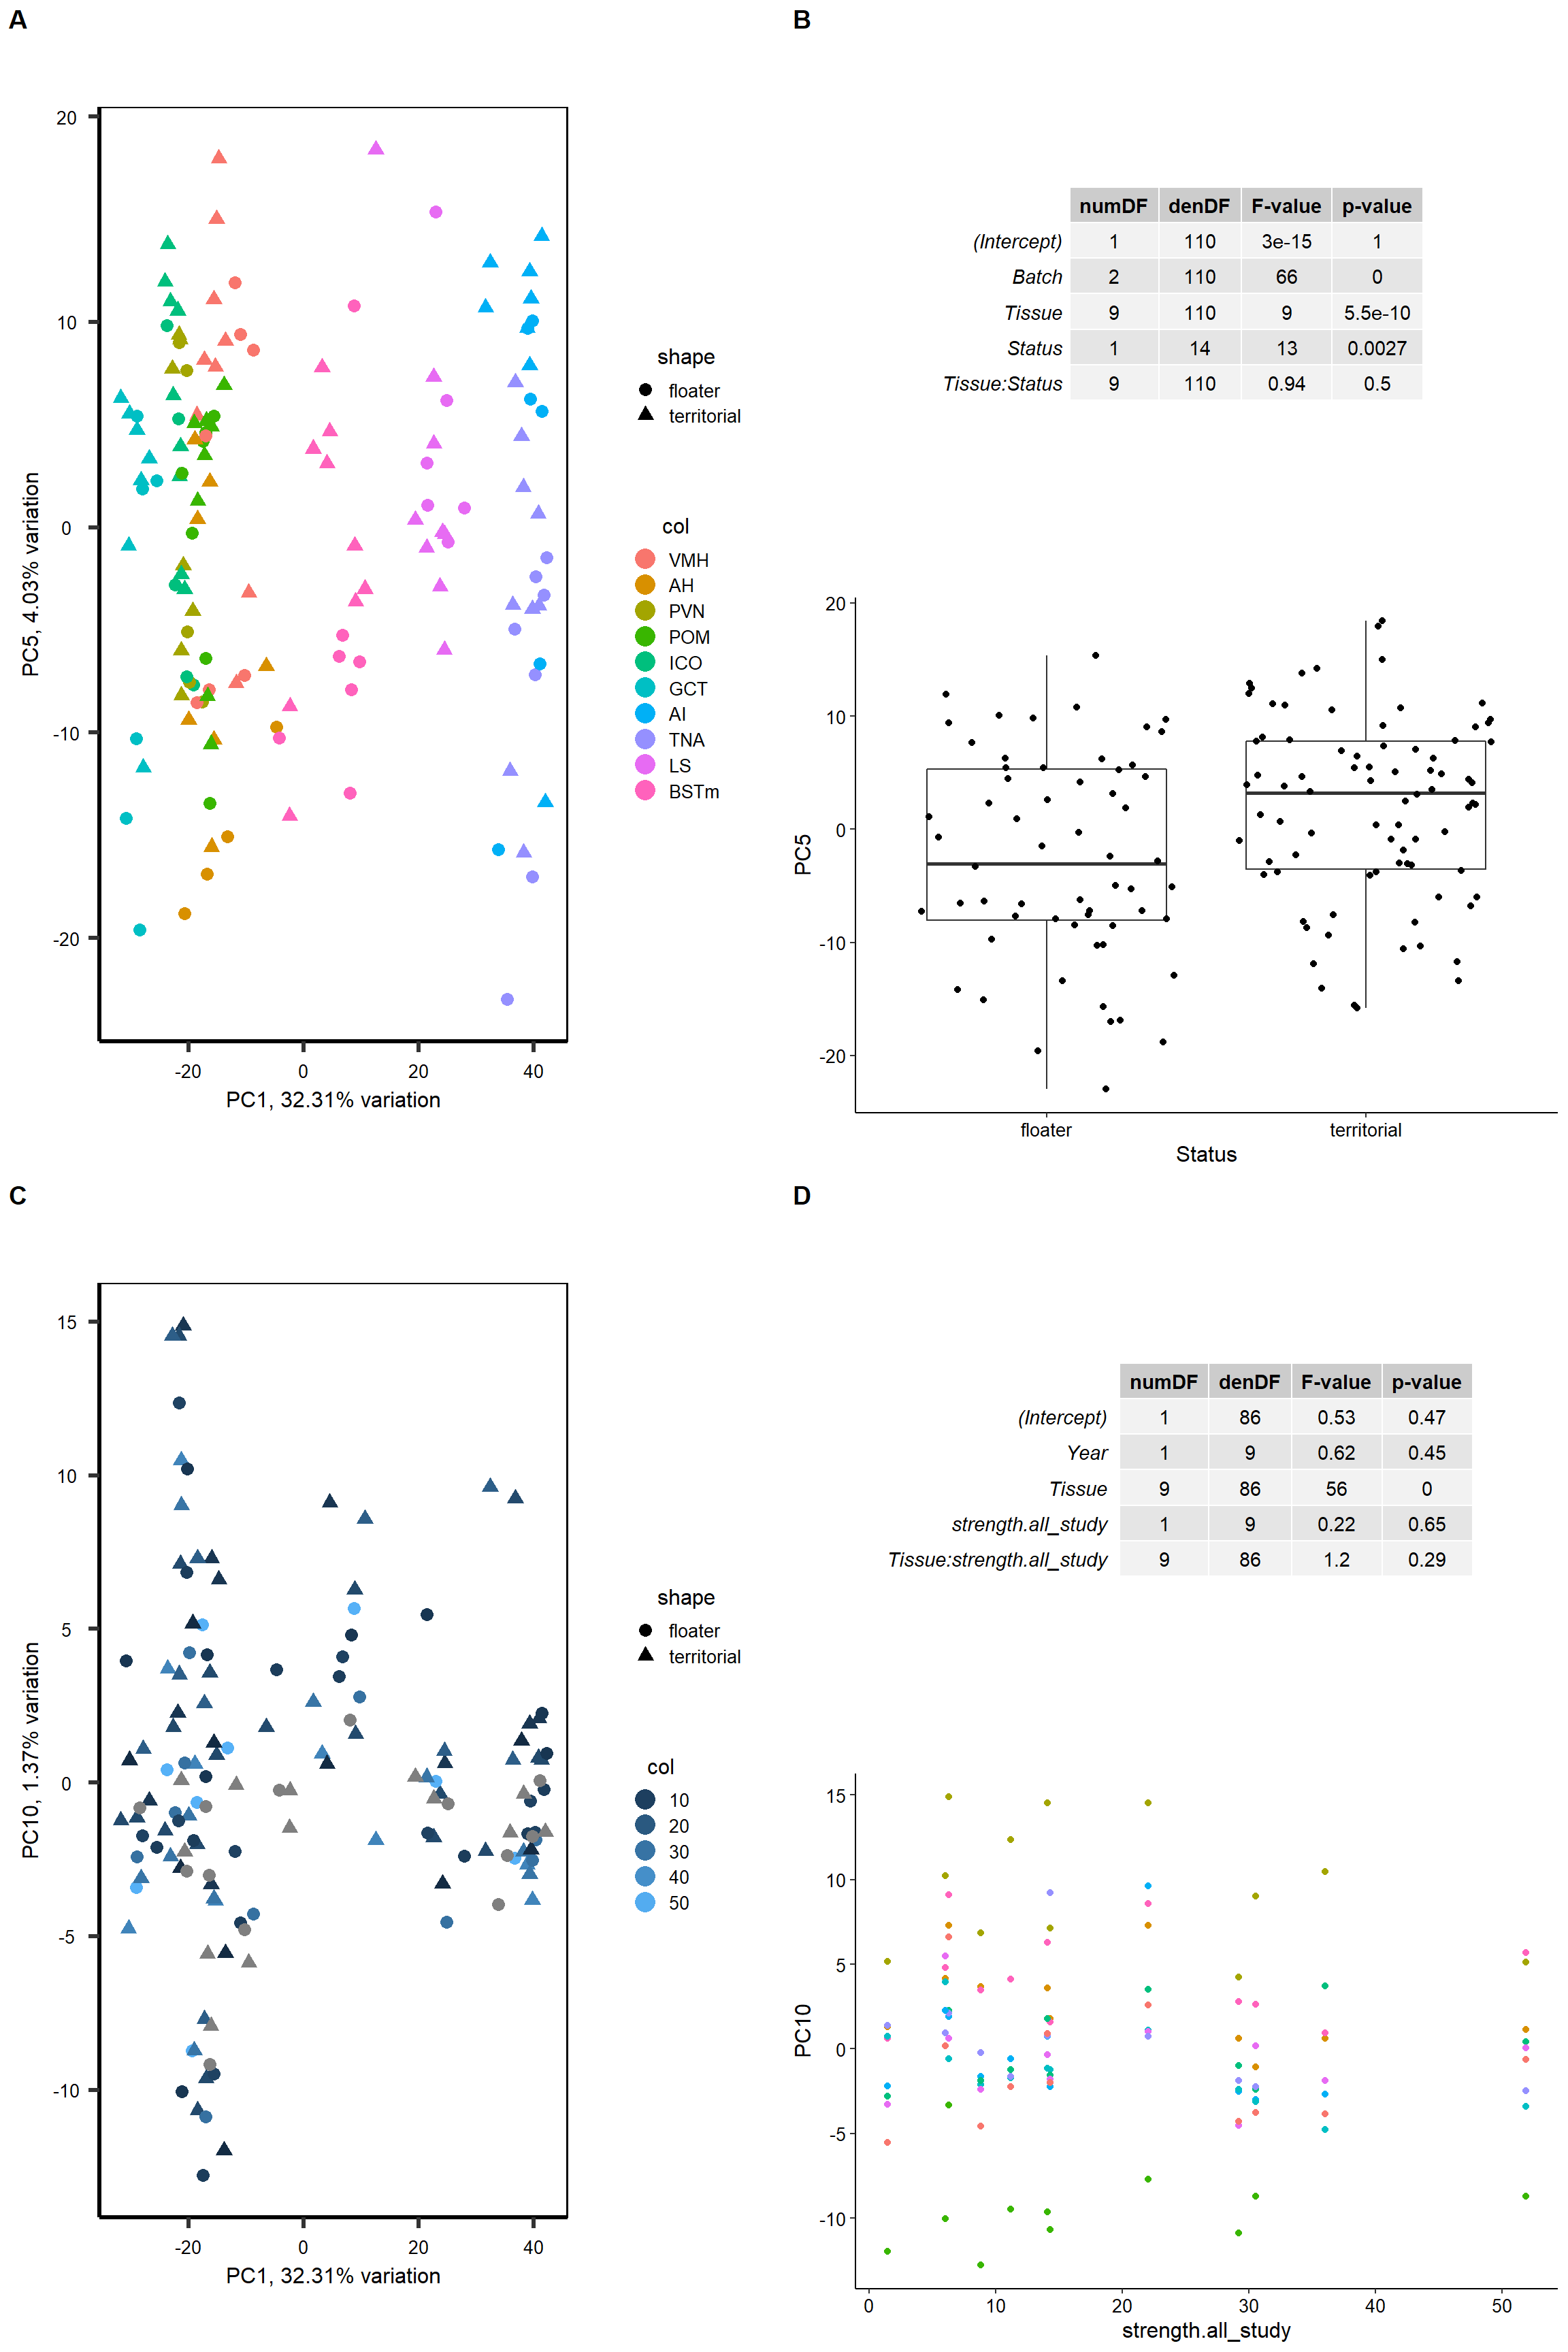 A
20
10
0
-10
-20
PC5, 4.03% variation
-20 0 20 40
PC1, 32.31% variation
shape
floater
territorial
col
VMH
AH
PVN
POM
ICO
GCT
AI
TNA
LS
BSTm
B
numDF denDF F-value p-value
(Intercept) 1 110 3e-15 1
Batch 2 110 66 0
Tissue 9 110 9 5.5e-10
Status 1 14 13 0.0027
Tissue:Status 9 110 0.94 0.5
20
10
0
-10
-20
PC5
floater territorial
Status
C
15
10
5
0
-5
-10
PC10, 1.37% variation
-20 0 20 40
PC1, 32.31% variation
shape
floater
territorial
col
10
20
30
40
50
D
numDF denDF F-value p-value
(Intercept) 1 86 0.53 0.47
Year 1 9 0.62 0.45
Tissue 9 86 56 0
strength.all_study 1 9 0.22 0.65
Tissue:strength.all_study 9 86 1.2 0.29
15
10
5
0
-5
-10
PC10
0 10 20 30 40 50
strength.all_study